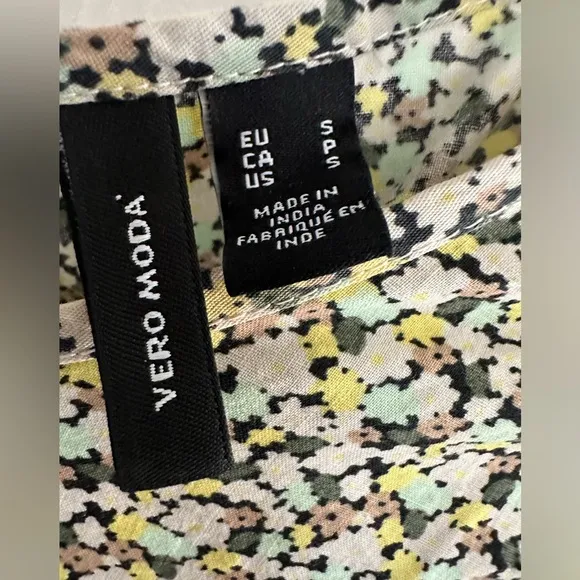 VERO MODA
EU S
CA P
US S
MADE IN
INDIA
FABRIQUÉ EN
INDE